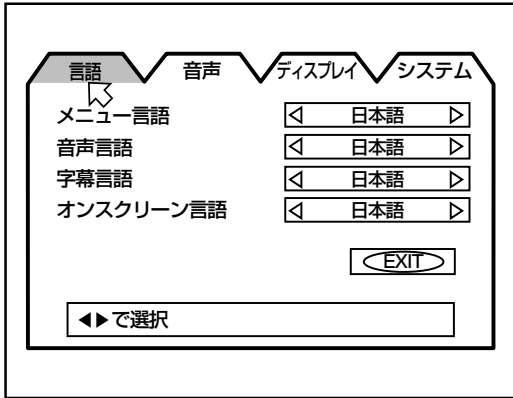 言語 音声 ディスプレイ システム
メニュー言語 日本語
音声言語 日本語
字幕言語 日本語
オンスクリーン言語 日本語
EXIT
◀▶で選択